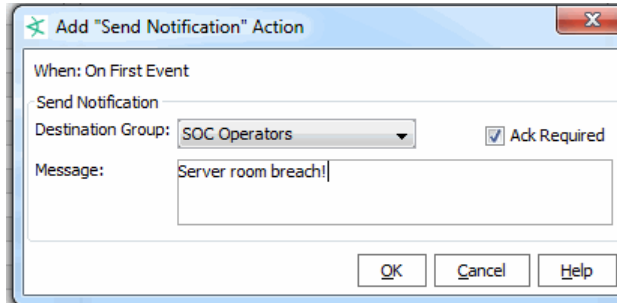 Add "Send Notification" Action
When: On First Event
Send Notification
Destination Group: SOC Operators Ack Required
Message: Server room breach!
OK Cancel Help